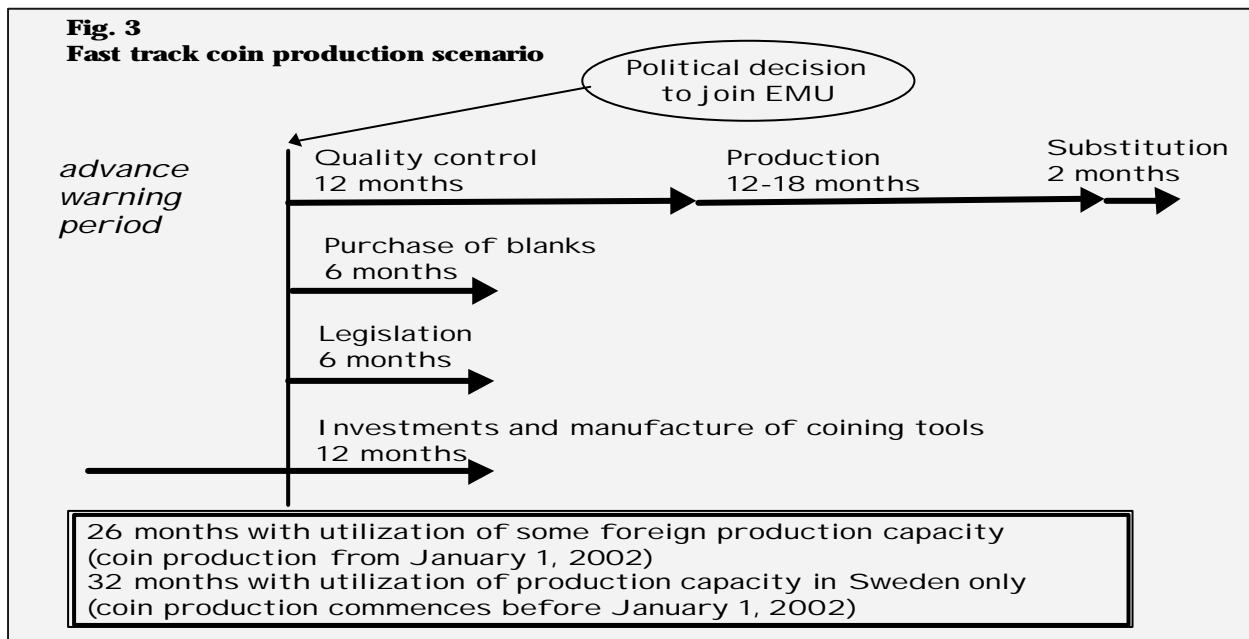 Fig. 3
Fast track coin production scenario
Political decision
to join EMU
advance
warning
period
Quality control
12 months
Production
12-18 months
Substitution
2 months
Purchase of blanks
6 months
Legislation
6 months
Investments and manufacture of coining tools
12 months
26 months with utilization of some foreign production capacity
(coin production from January 1, 2002)
32 months with utilization of production capacity in Sweden only
(coin production commences before January 1, 2002)